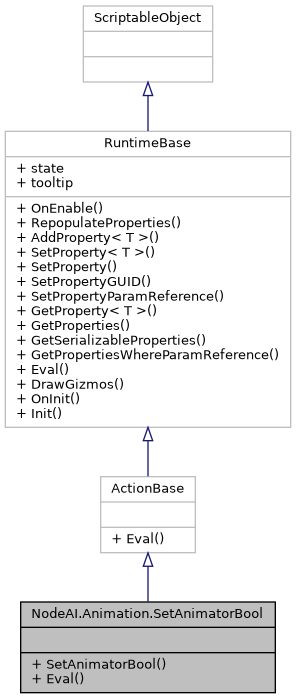 ScriptableObject
RuntimeBase
+ state
+ tooltip
+ OnEnable()
+ RepopulateProperties()
+ AddProperty< T >()
+ SetProperty< T >()
+ SetProperty()
+ SetPropertyGUID()
+ SetPropertyParamReference()
+ GetProperty< T >()
+ GetProperties()
+ GetSerializableProperties()
+ GetPropertiesWhereParamReference()
+ Eval()
+ DrawGizmos()
+ OnInit()
+ Init()
ActionBase
+ Eval()
NodeAI.Animation.SetAnimatorBool
+ SetAnimatorBool()
+ Eval()